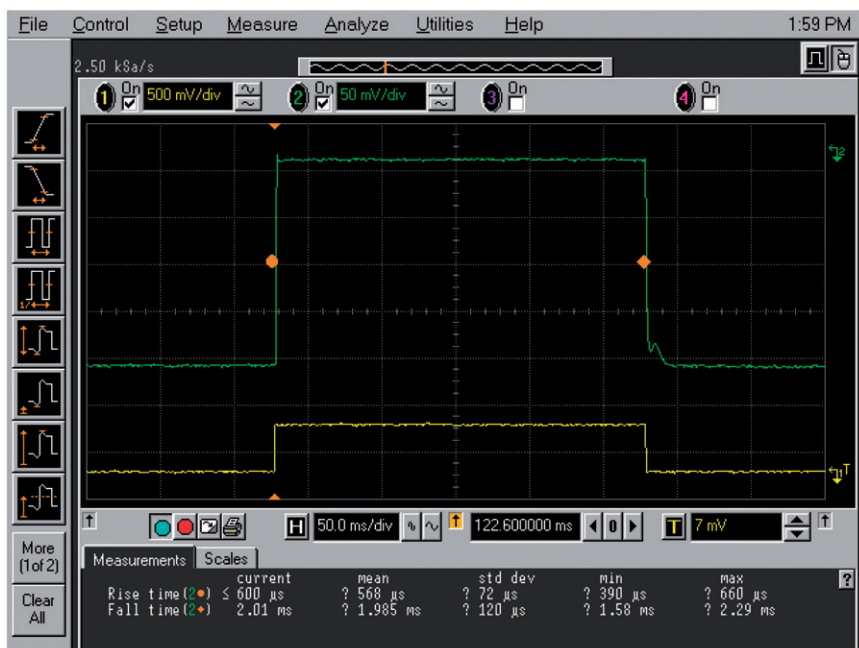 File Control Setup Measure Analyze Utilities Help 1:59 PM
2.50 kSa/s
1 On 500 mV/div 2 On 50 mV/div 3 On 4 On
2
1 T
17
H 50.0 ms/div T 122.600000 ms 0 T 7 mV
More
(1of 2)
Clear
All
Measurements Scales ?
current mean std dev min max
Rise time(2●) ≤ 600 µs ? 568 µs ? 72 µs ? 390 µs ? 660 µs
Fall time(2♦) 2.01 ms ? 1.985 ms ? 120 µs ? 1.58 ms ? 2.29 ms